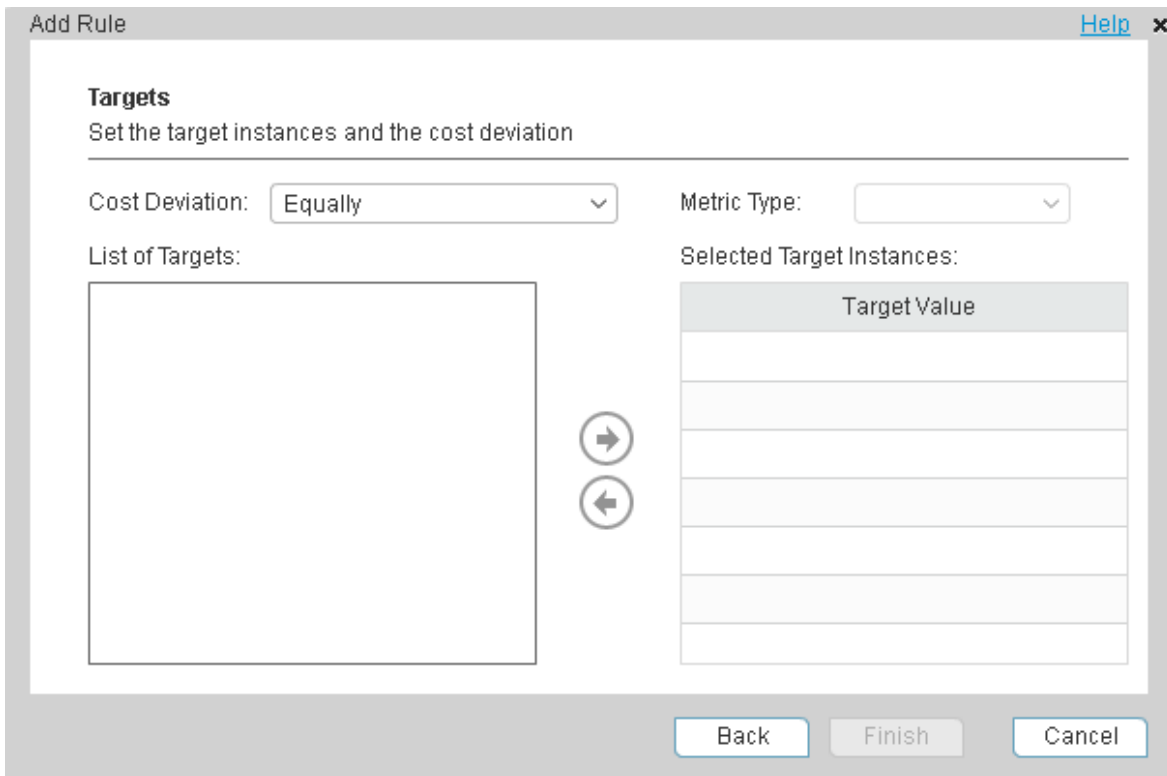 Add Rule Help ×
Targets
Set the target instances and the cost deviation
Cost Deviation: Equally Metric Type:
List of Targets: Selected Target Instances:
Target Value
Back Finish Cancel